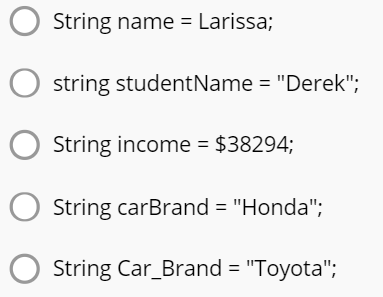 String name = Larissa;
string studentName = "Derek";
String income = $38294;
String carBrand = "Honda";
String Car_Brand = "Toyota";